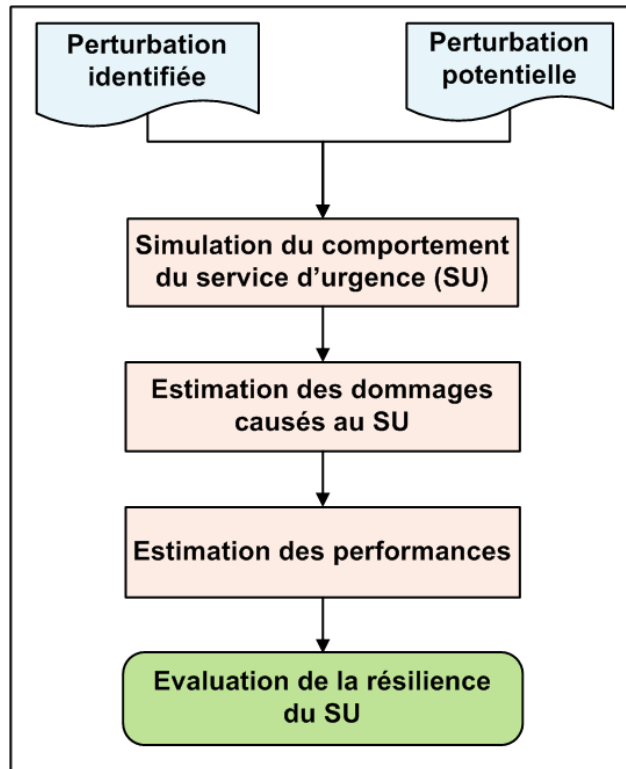 Perturbation
identifiée
Perturbation
potentielle
Simulation du comportement
du service d'urgence (SU)
Estimation des dommages
causés au SU
Estimation des performances
Evaluation de la résilience
du SU